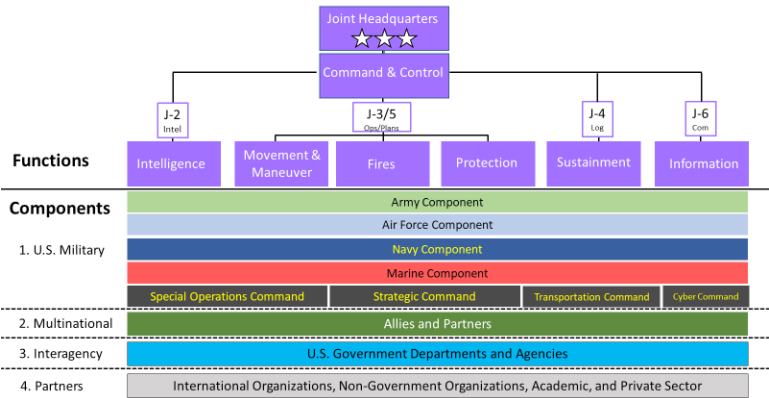 Joint Headquarters
Command & Control
J-2
Intel
J-3/5
Ops/Plans
J-4
Log
J-6
Com
Functions
Intelligence
Movement &
Maneuver
Fires
Protection
Sustainment
Information
Components
Army Component
Air Force Component
1. U.S. Military
Navy Component
Marine Component
Special Operations Command
Strategic Command
Transportation Command
Cyber Command
2. Multinational
Allies and Partners
3. Interagency
U.S. Government Departments and Agencies
4. Partners
International Organizations, Non-Government Organizations, Academic, and Private Sector